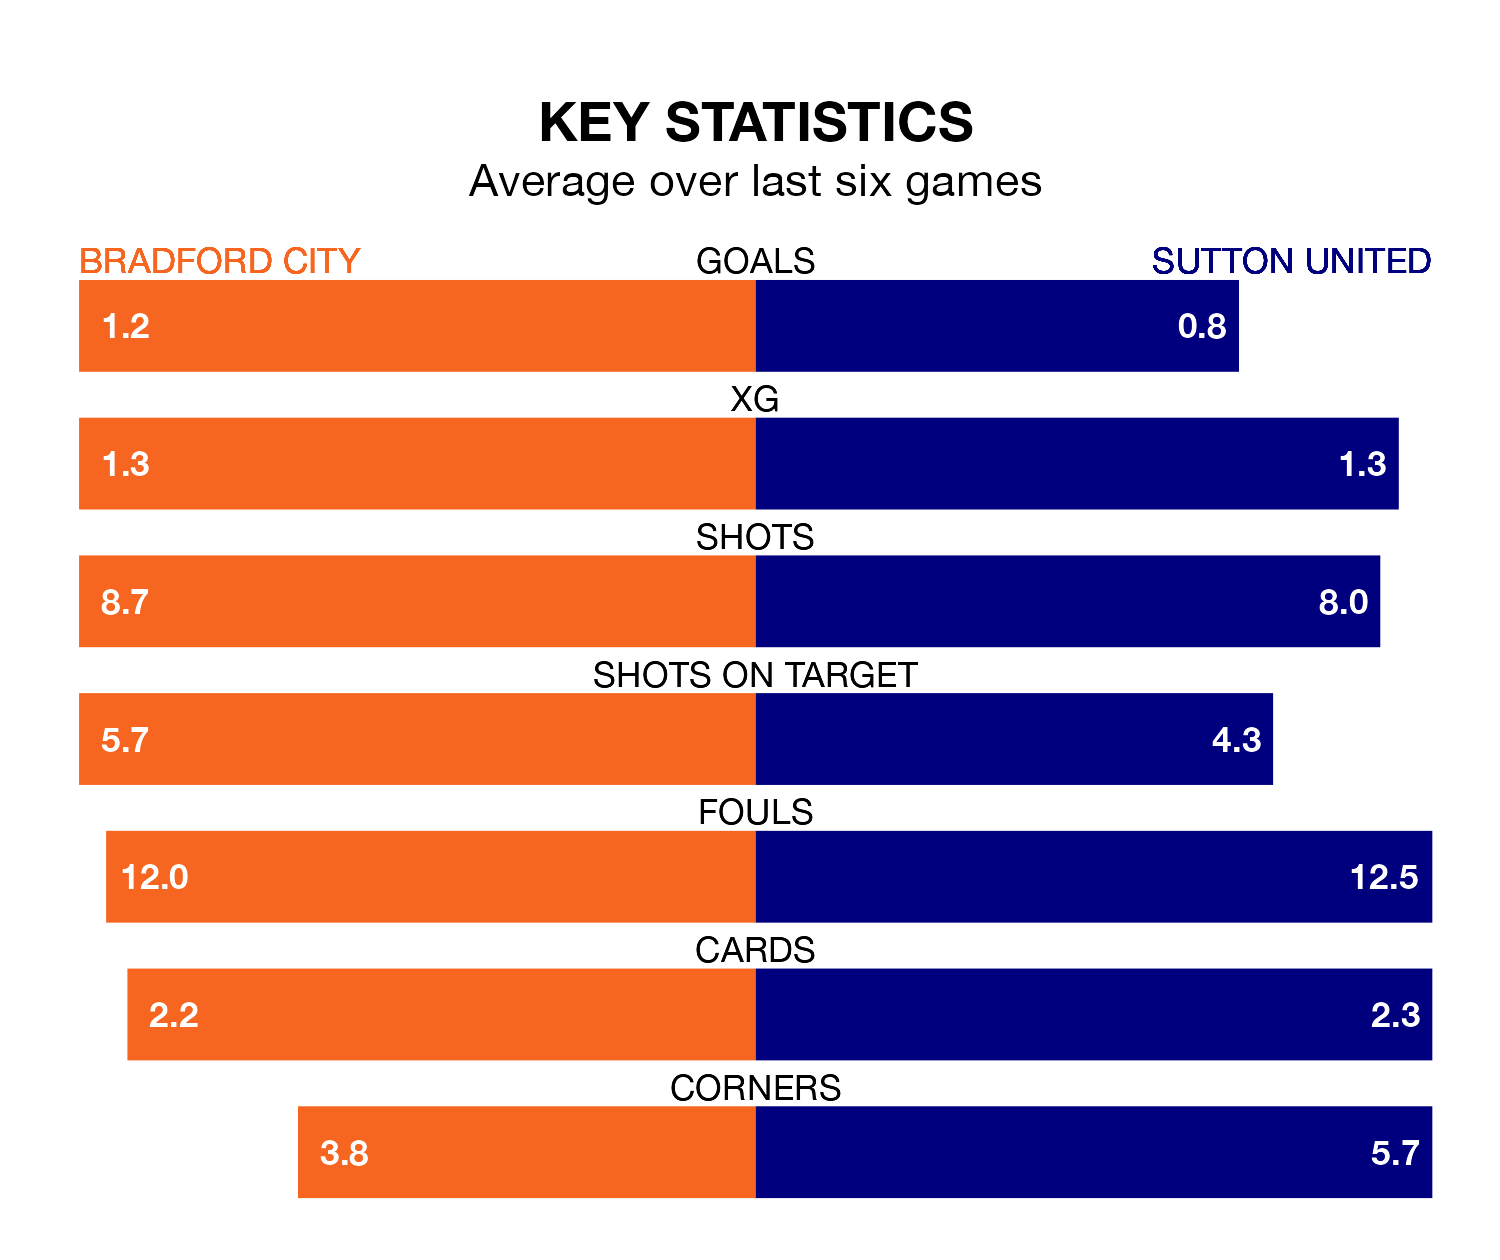 KEY STATISTICS
Average over last six games
BRADFORD CITY GOALS SUTTON UNITED
1.2 0.8
XG
1.3 1.3
SHOTS
8.7 8.0
SHOTS ON TARGET
5.7 4.3
FOULS
12.0 12.5
CARDS
2.2 2.3
CORNERS
3.8 5.7